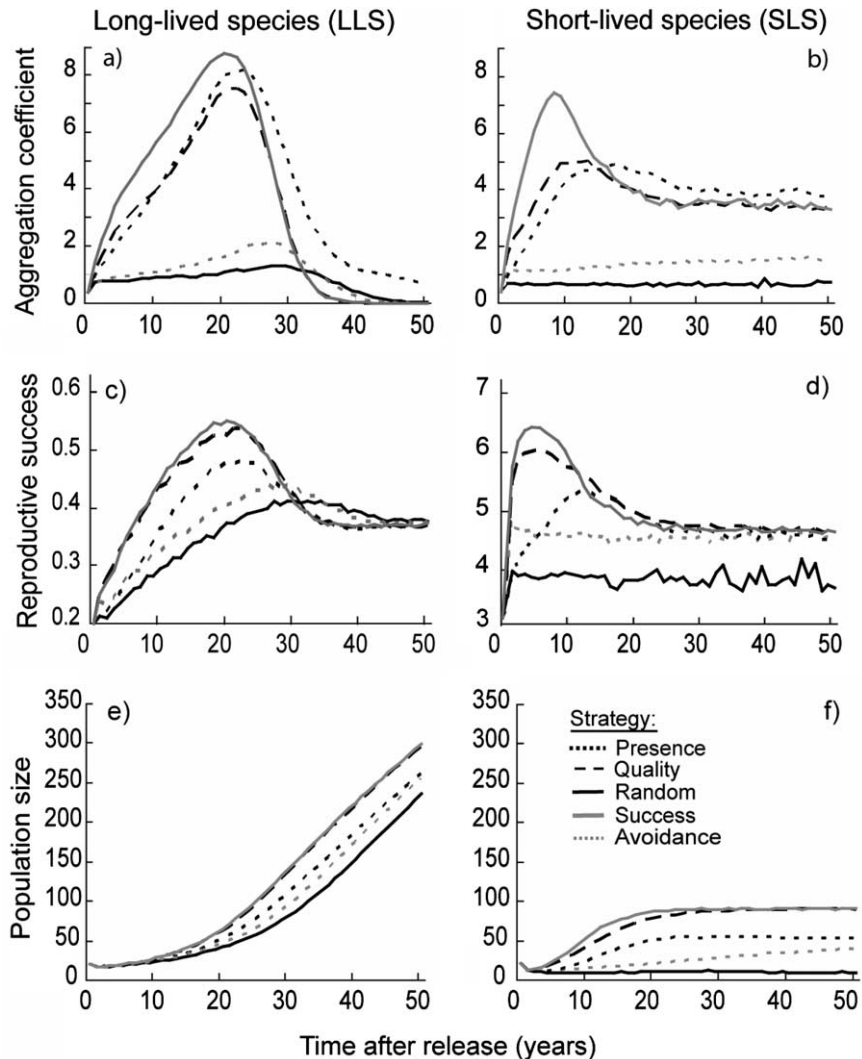 Long-lived species (LLS)
Short-lived species (SLS)
a)
b)
Aggregation coefficient
8
6
4
2
0
0 10 20 30 40 50
8
6
4
2
0
0 10 20 30 40 50
c)
d)
Reproductive success
0.6
0.5
0.4
0.3
0.2
0 10 20 30 40 50
7
6
5
4
3
0 10 20 30 40 50
e)
f)
Population size
350
300
250
200
150
100
50
0
0 10 20 30 40 50
350
300
250
200
150
100
50
0
0 10 20 30 40 50
Strategy:
Presence
Quality
Random
Success
Avoidance
Time after release (years)